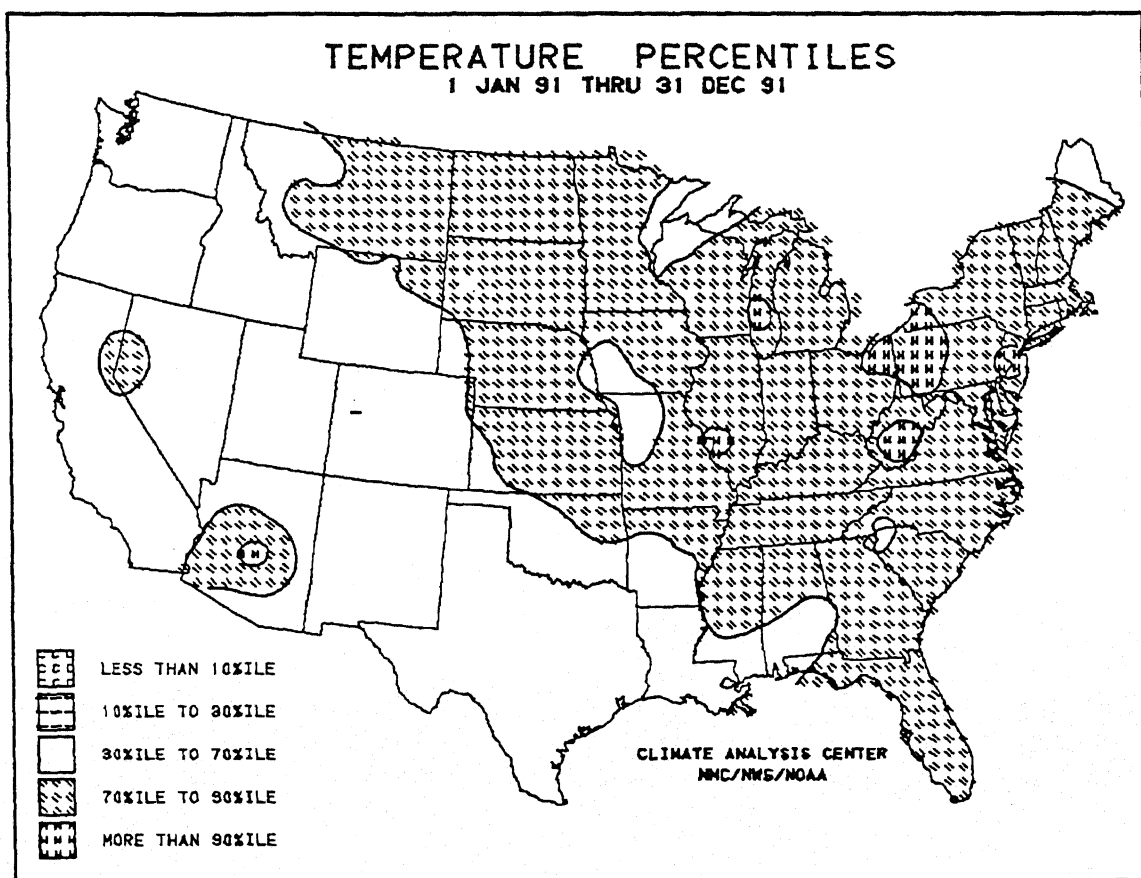 TEMPERATURE PERCENTILES
1 JAN 91 THRU 31 DEC 91
LESS THAN 10%ILE
10%ILE TO 30%ILE
30%ILE TO 70%ILE
70%ILE TO 90%ILE
MORE THAN 90%ILE
CLIMATE ANALYSIS CENTER
NMC/NWS/NOAA